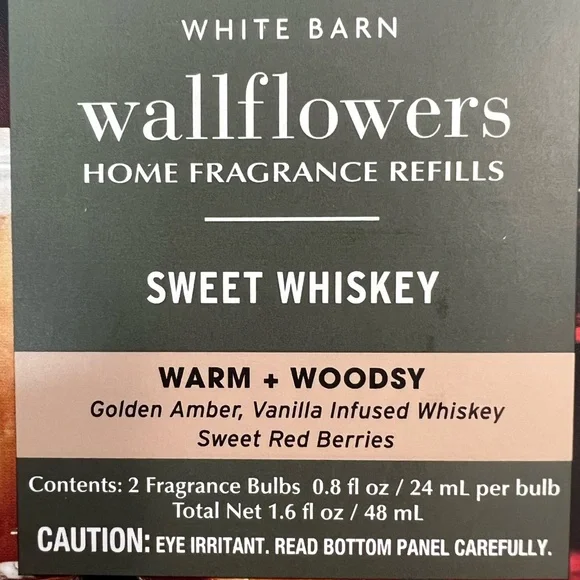 WHITE BARN
wallflowers
HOME FRAGRANCE REFILLS
SWEET WHISKEY
WARM + WOODSY
Golden Amber, Vanilla Infused Whiskey
Sweet Red Berries
Contents: 2 Fragrance Bulbs 0.8 fl oz / 24 mL per bulb
Total Net 1.6 fl oz / 48 mL
CAUTION: EYE IRRITANT. READ BOTTOM PANEL CAREFULLY.